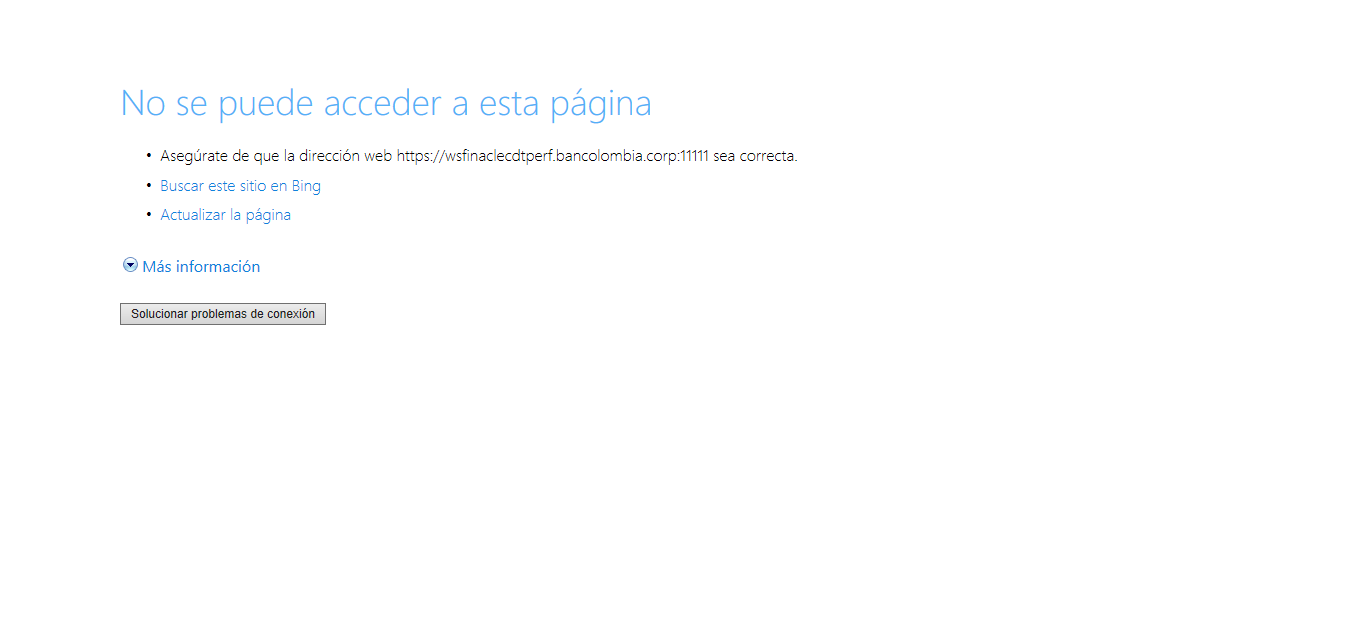 No se puede acceder a esta página
• Asegúrate de que la dirección web https://wsfinaclecdtperf.bancolombia.corp:11111 sea correcta.
• Buscar este sitio en Bing
• Actualizar la página
Más información
Solucionar problemas de conexión